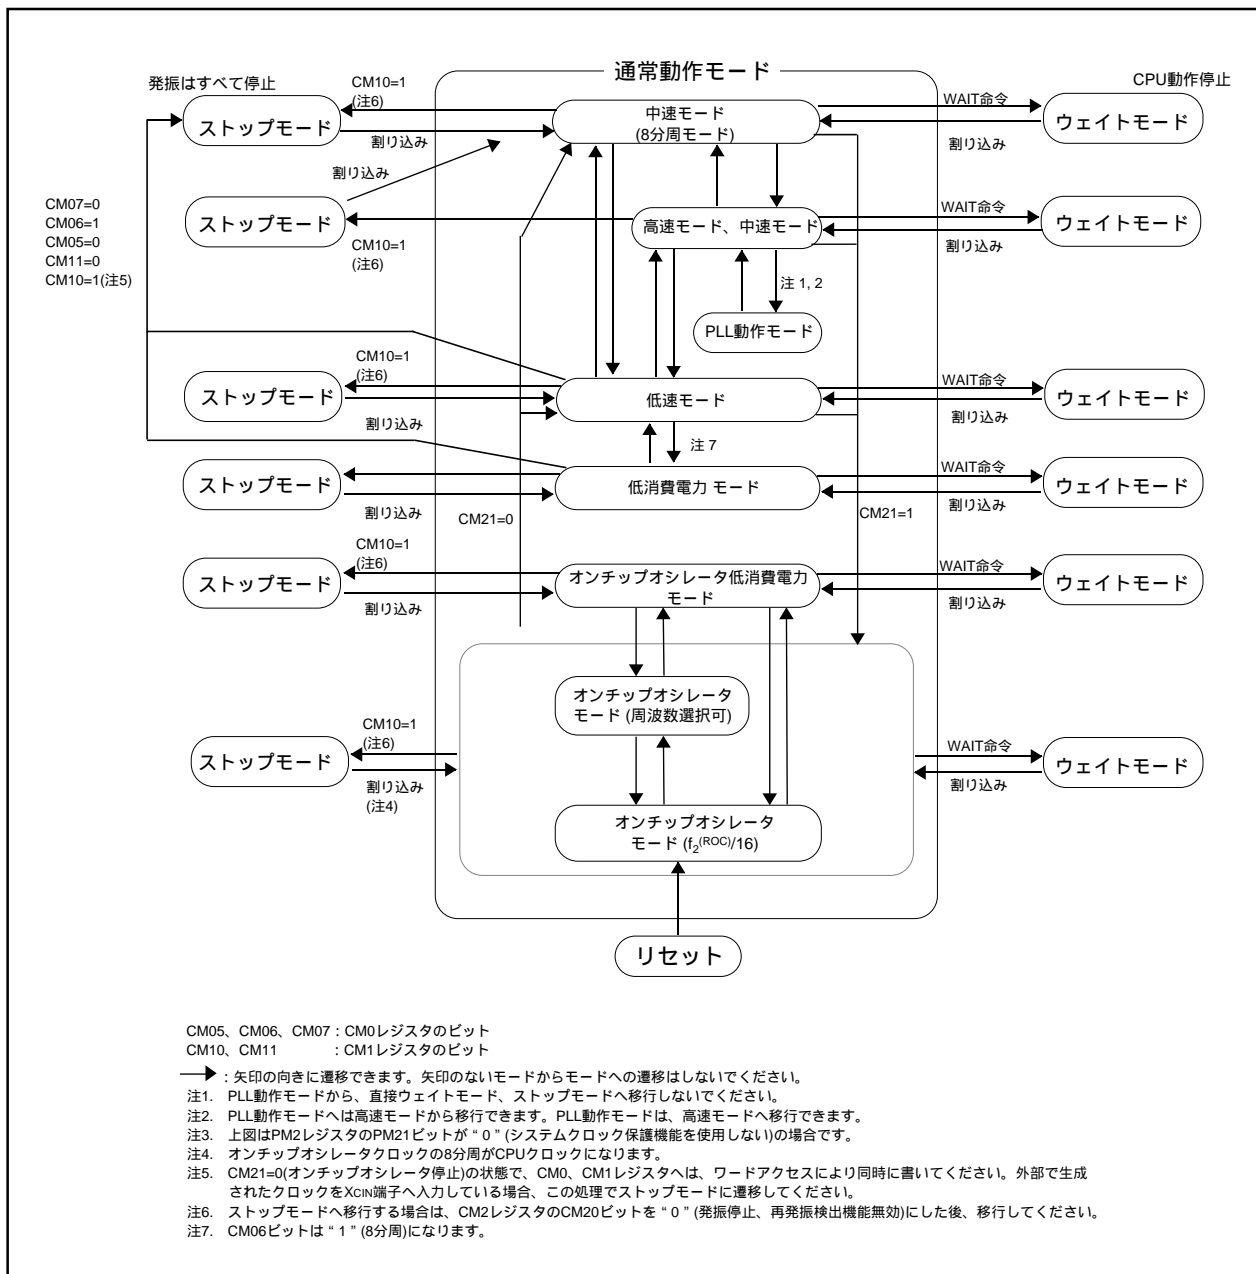 通常動作モード
発振はすべて停止
CM10=1
(注6)
CPU動作停止
ストップモード
割り込み
中速モード
(8分周モード)
WAIT命令
割り込み
ウェイトモード
割り込み
CM07=0
CM06=1
CM05=0
CM11=0
CM10=1(注5)
ストップモード
CM10=1
(注6)
高速モード、中速モード
WAIT命令
割り込み
ウェイトモード
注 1, 2
PLL動作モード
CM10=1
(注6)
ストップモード
割り込み
低速モード
WAIT命令
割り込み
ウェイトモード
注 7
ストップモード
割り込み
低消費電力 モード
WAIT命令
割り込み
ウェイトモード
CM21=0
CM21=1
CM10=1
(注6)
ストップモード
割り込み
オンチップオシレータ低消費電力
モード
WAIT命令
割り込み
ウェイトモード
オンチップオシレータ
モード (周波数選択可)
CM10=1
(注6)
ストップモード
割り込み
(注4)
WAIT命令
割り込み
ウェイトモード
オンチップオシレータ
モード (f2(ROC)/16)
リセット
CM05、CM06、CM07 : CM0レジスタのビット
CM10、CM11 : CM1レジスタのビット
: 矢印の向きに遷移できます。矢印のないモードからモードへの遷移はしないでください。
注1. PLL動作モードから、直接ウェイトモード、ストップモードへ移行しないでください。
注2. PLL動作モードへは高速モードから移行できます。PLL動作モードは、高速モードへ移行できます。
注3. 上図はPM2レジスタのPM21ビットが “ 0 ” (システムクロック保護機能を使用しない)の場合です。
注4. オンチップオシレータクロックの8分周がCPUクロックになります。
注5. CM21=0(オンチップオシレータ停止)の状態で、CM0、CM1レジスタへは、ワードアクセスにより同時に書いてください。外部で生成
されたクロックをXCIN端子へ入力している場合、この処理でストップモードに遷移してください。
注6. ストップモードへ移行する場合は、CM2レジスタのCM20ビットを “ 0 ” (発振停止、再発振検出機能無効)にした後、移行してください。
注7. CM06ビットは “ 1 ” (8分周)になります。